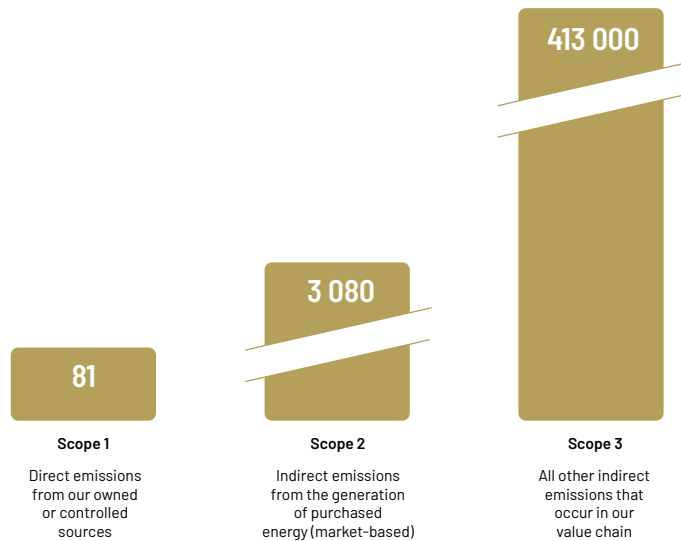 413 000
3 080
81
Scope 1
Direct emissions
from our owned
or controlled
sources
Scope 2
Indirect emissions
from the generation
of purchased
energy (market-based)
Scope 3
All other indirect
emissions that
occur in our
value chain